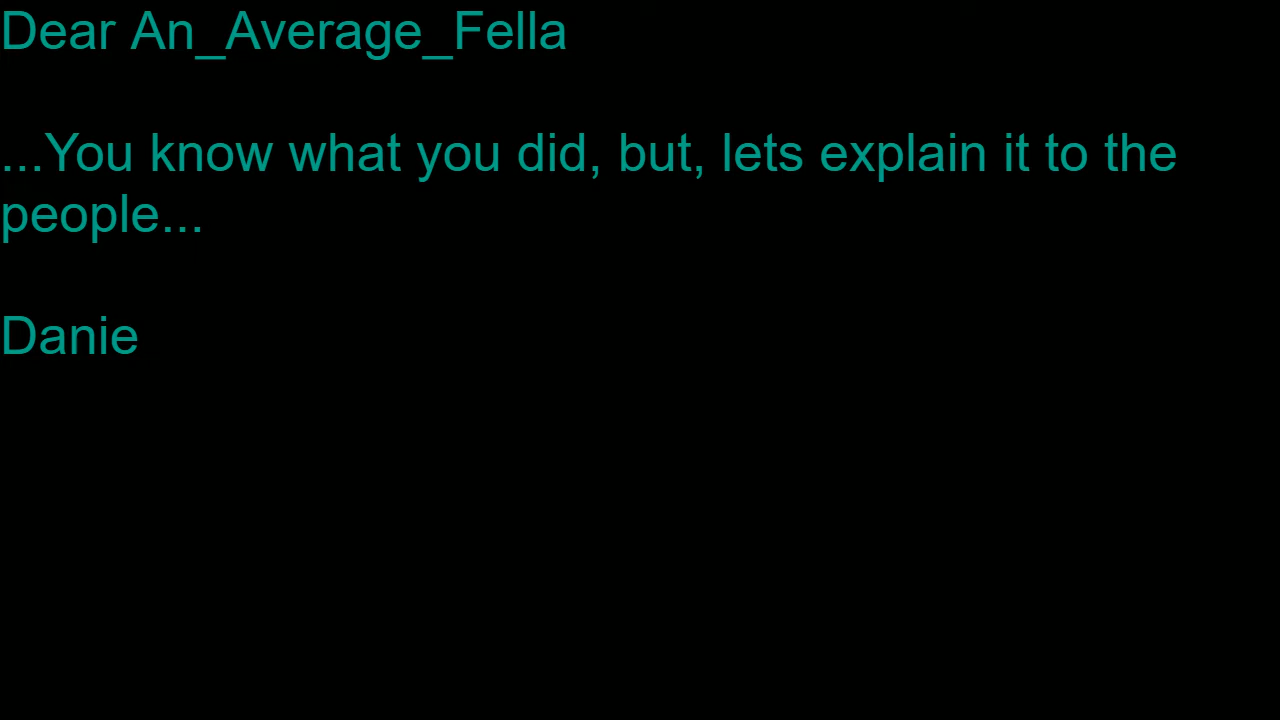 Dear An_Average_Fella
...You know what you did, but, lets explain it to the
people...
Danie